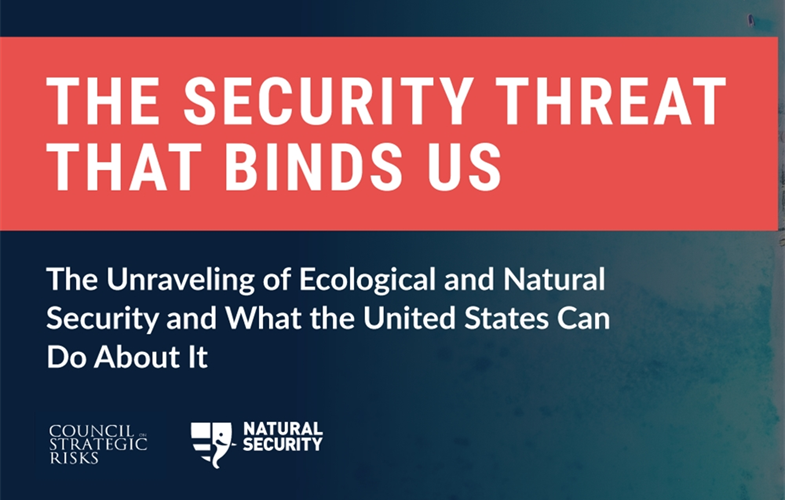 THE SECURITY THREAT
THAT BINDS US
The Unraveling of Ecological and Natural
Security and What the United States Can
Do About It
COUNCIL ON
STRATEGIC
RISKS
NATURAL
SECURITY